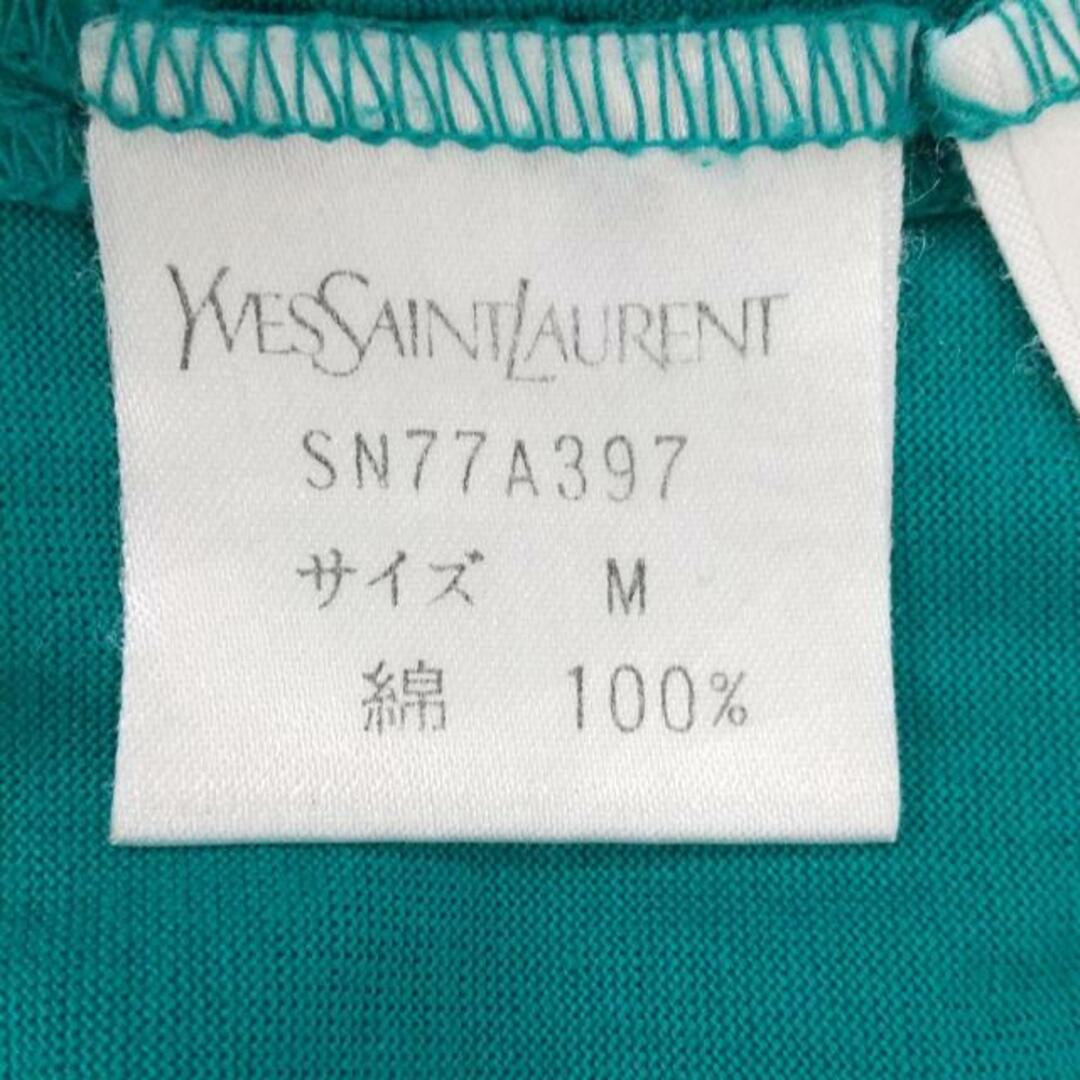 YVESSAINTLAURENT
SN77A397
サイズ M
綿 100%